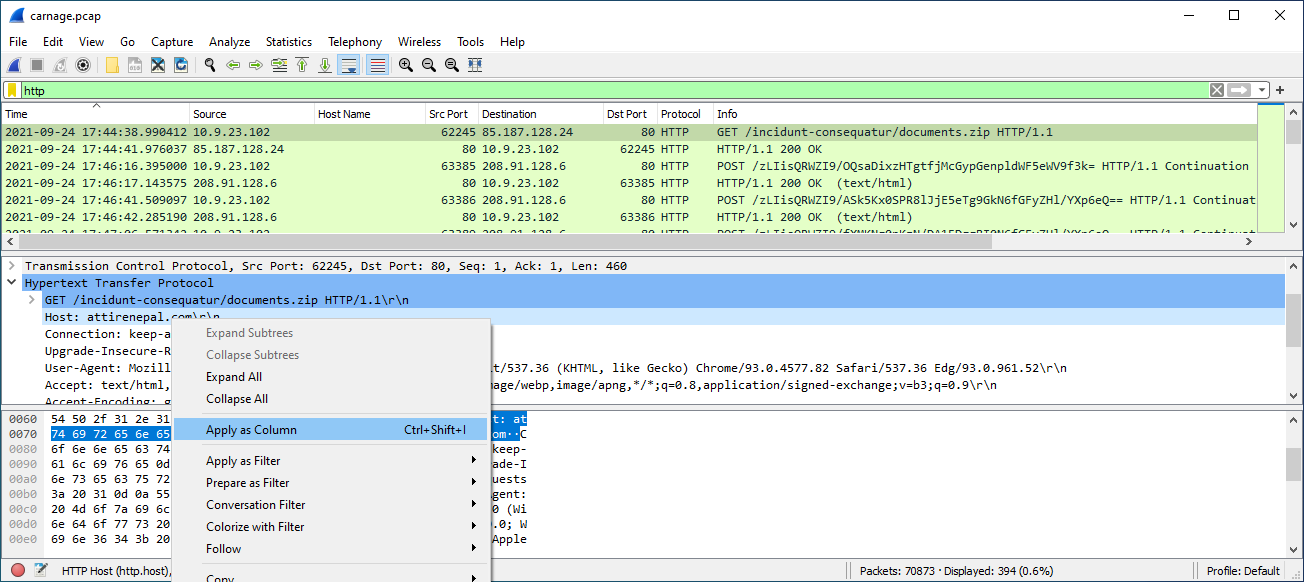 carnage.pcap
File Edit View Go Capture Analyze Statistics Telephony Wireless Tools Help
http
Time Source Host Name Src Port Destination Dst Port Protocol Info
2021-09-24 17:44:38.990412 10.9.23.102 62245 85.187.128.24 80 HTTP GET /incidunt-consequatur/documents.zip HTTP/1.1
2021-09-24 17:44:41.976037 85.187.128.24 80 10.9.23.102 62245 HTTP/1.1 200 OK
2021-09-24 17:46:16.395000 10.9.23.102 63385 208.91.128.6 80 HTTP POST /zLIisQRWZI9/OQsaDixzHTgtfjMcGypGenpldWF5eWV9f3k= HTTP/1.1 Continuation
2021-09-24 17:46:17.143575 208.91.128.6 80 10.9.23.102 63385 HTTP HTTP/1.1 200 OK (text/html)
2021-09-24 17:46:41.509097 10.9.23.102 63386 208.91.128.6 80 HTTP POST /zLIisQRWZI9/ASk5Kx0SPR8lJjE5eTg9GkN6fGFyZHl/YXp6eQ== HTTP/1.1 Continuat
2021-09-24 17:46:42.285190 208.91.128.6 80 10.9.23.102 63386 HTTP HTTP/1.1 200 OK (text/html)
Transmission Control Protocol, Src Port: 62245, Dst Port: 80, Seq: 1, Ack: 1, Len: 460
Hypertext Transfer Protocol
GET /incidunt-consequatur/documents.zip HTTP/1.1\r\n
Host: attirenepal.com\r\n
Connection: keep-a
Upgrade-Insecure-R
User-Agent: Mozill t/537.36 (KHTML, like Gecko) Chrome/93.0.4577.82 Safari/537.36 Edg/93.0.961.52\r\n
Accept: text/html, mage/webp,image/apng,*/*;q=0.8,application/signed-exchange;v=b3;q=0.9\r\n
Accept-Encoding: g
Expand Subtrees
Collapse Subtrees
Expand All
Collapse All
Apply as Column Ctrl+Shift+I
Apply as Filter
Prepare as Filter
Conversation Filter
Colorize with Filter
Follow
Copy
0060 54 50 2f 31 2e 31 t: at
0070 74 69 72 65 6e 65 om··C
0080 6f 6e 6e 65 63 74 keep-
0090 61 6c 69 76 65 0d ade-I
00a0 6e 73 65 63 75 72 quests
00b0 3a 20 31 0d 0a 55 gent:
00c0 20 4d 6f 7a 69 6c 0 (Wi
00d0 6e 64 6f 77 73 20 .0; W
00e0 69 6e 36 34 3b 20 Apple
HTTP Host (http.host), Packets: 70873 · Displayed: 394 (0.6%) Profile: Default